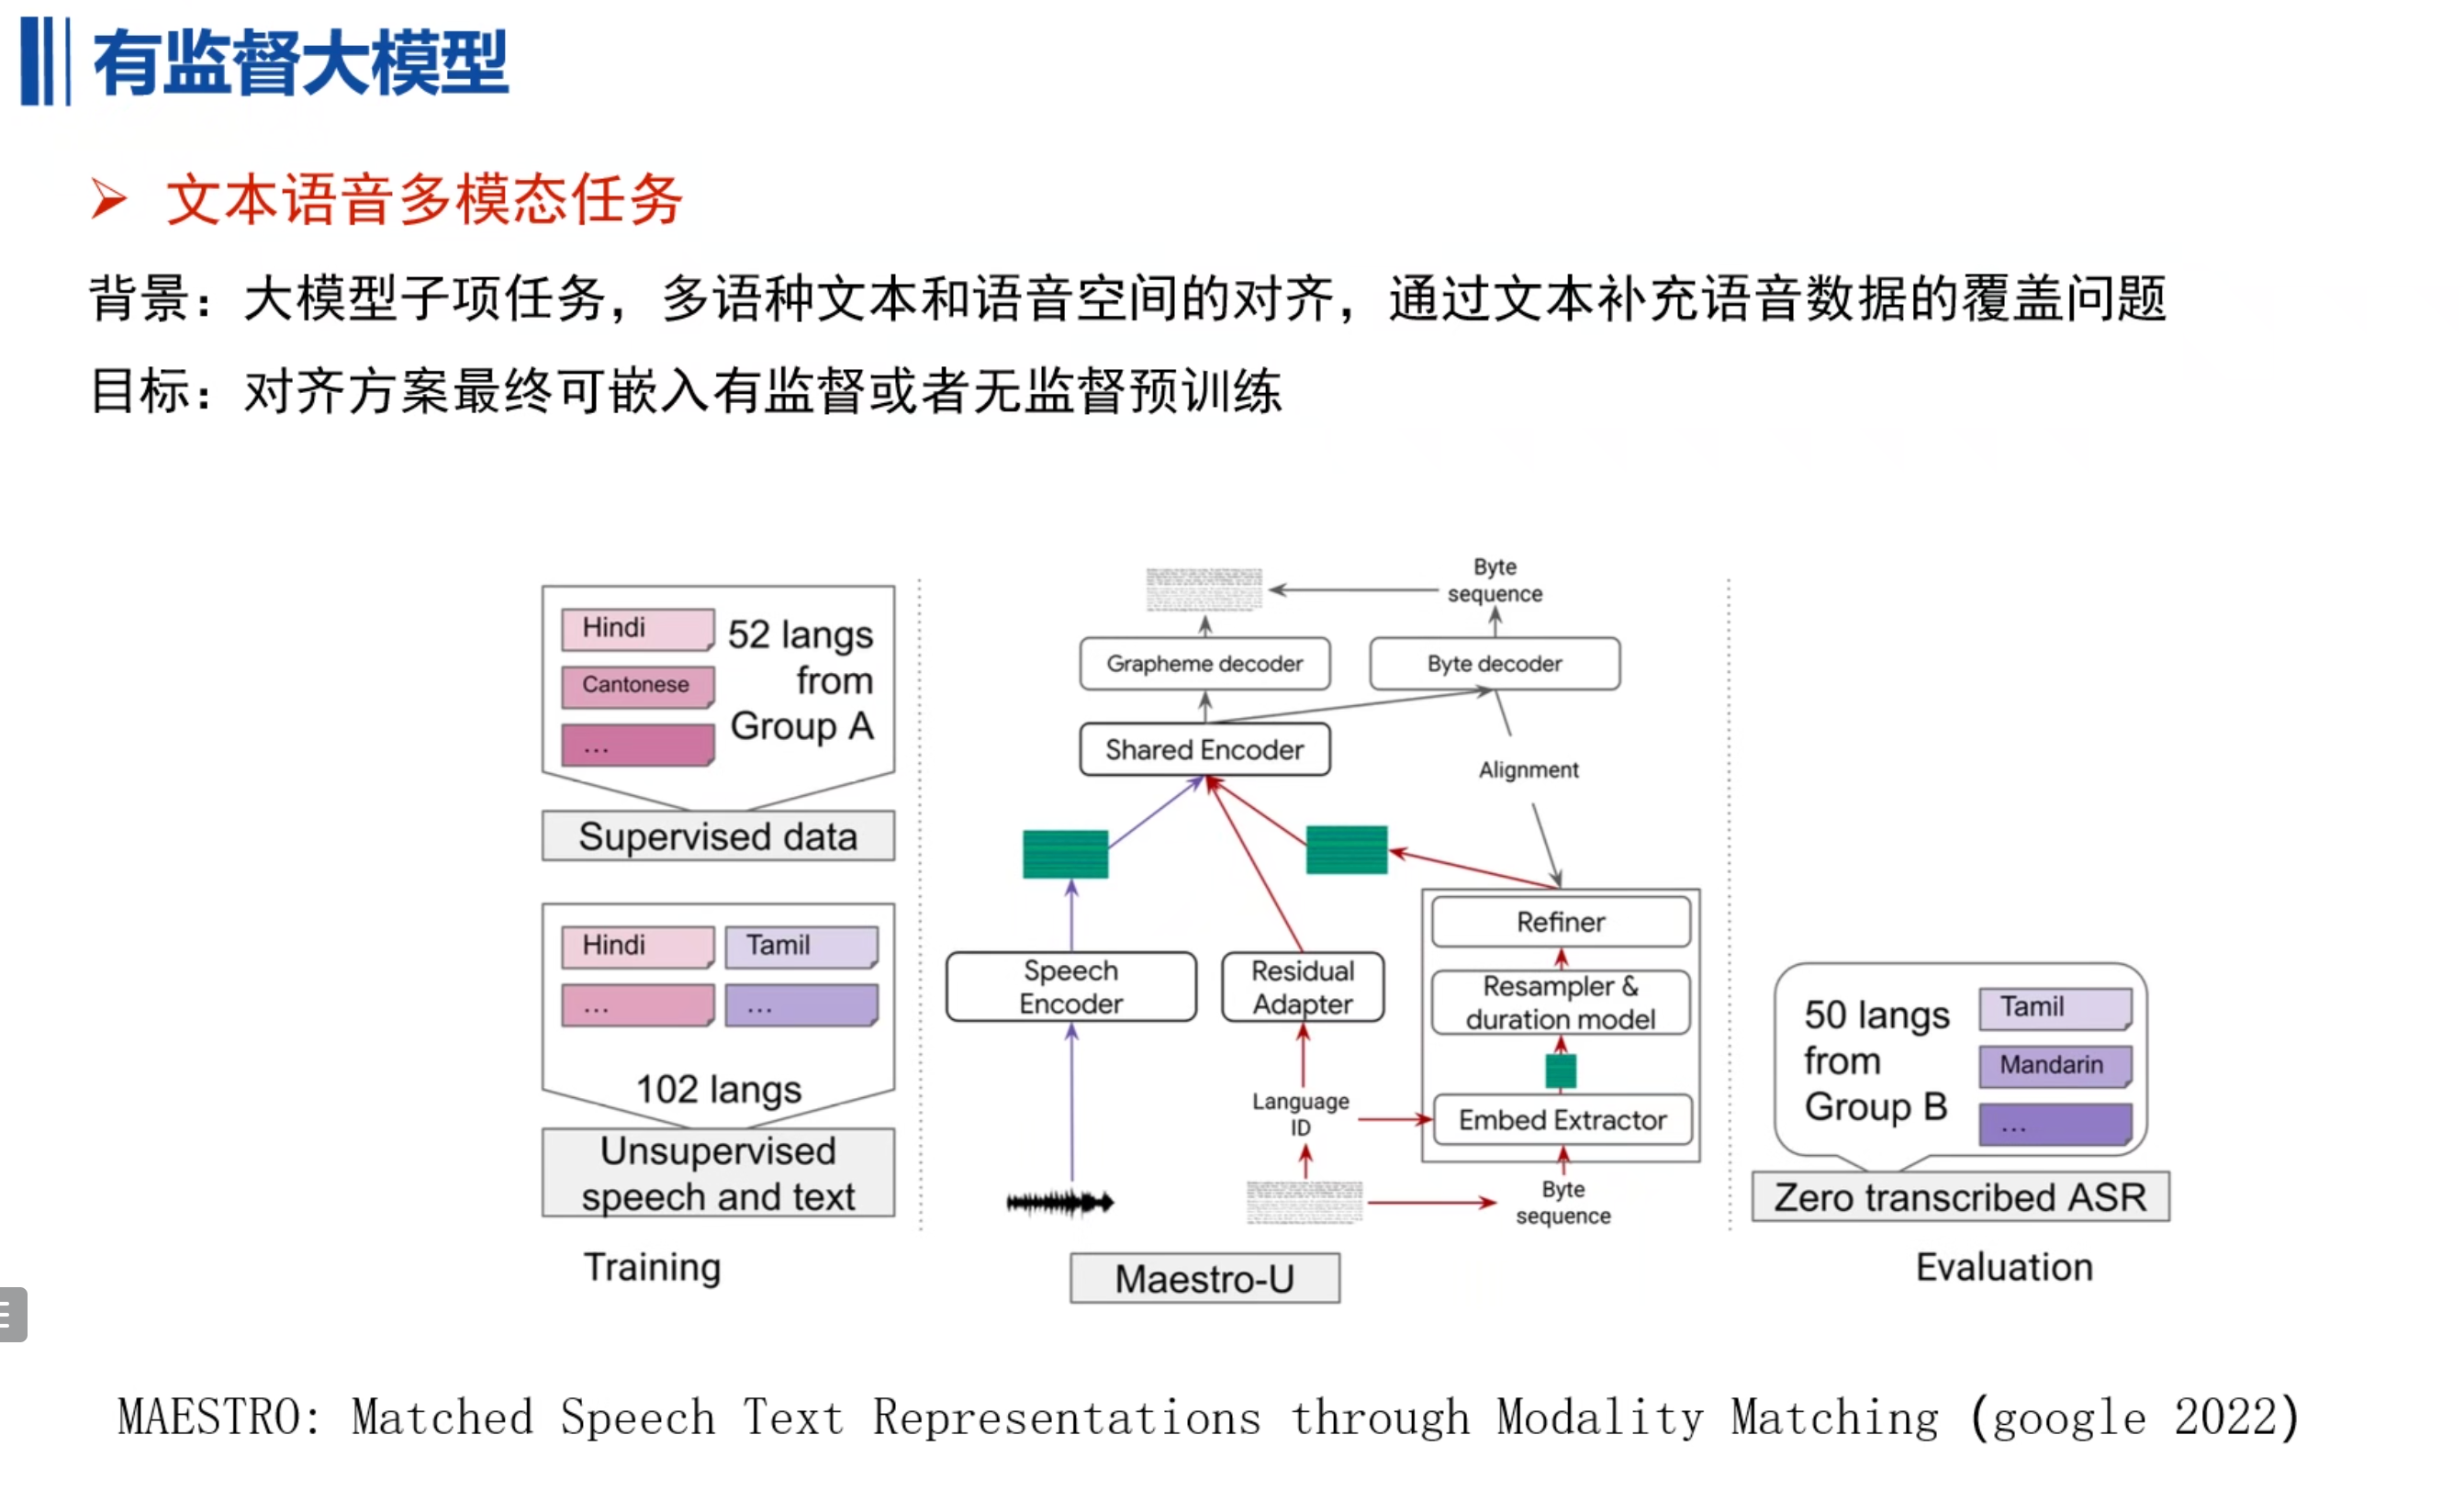 有监督大模型
文本语音多模态任务
背景：大模型子项任务，多语种文本和语音空间的对齐，通过文本补充语音数据的覆盖问题
目标：对齐方案最终可嵌入有监督或者无监督预训练
Hindi
Cantonese
...
52 langs
from
Group A
Supervised data
Hindi
Tamil
...
...
102 langs
Unsupervised
speech and text
Training
Byte
sequence
Grapheme decoder
Byte decoder
Shared Encoder
Alignment
Speech
Encoder
Residual
Adapter
Refiner
Resampler &
duration model
Language
ID
Embed Extractor
Byte
sequence
Maestro-U
50 langs
from
Group B
Tamil
Mandarin
...
Zero transcribed ASR
Evaluation
MAESTRO: Matched Speech Text Representations through Modality Matching (google 2022)